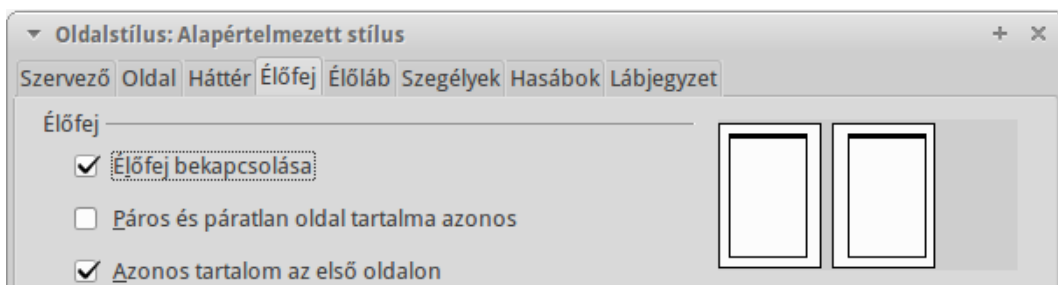 Oldalstílus: Alapértelmezett stílus
Szervező Oldal Háttér Élőfej Élőláb Szegélyek Hasábok Lábjegyzet
Élőfej
Élőfej bekapcsolása
Páros és páratlan oldal tartalma azonos
Azonos tartalom az első oldalon